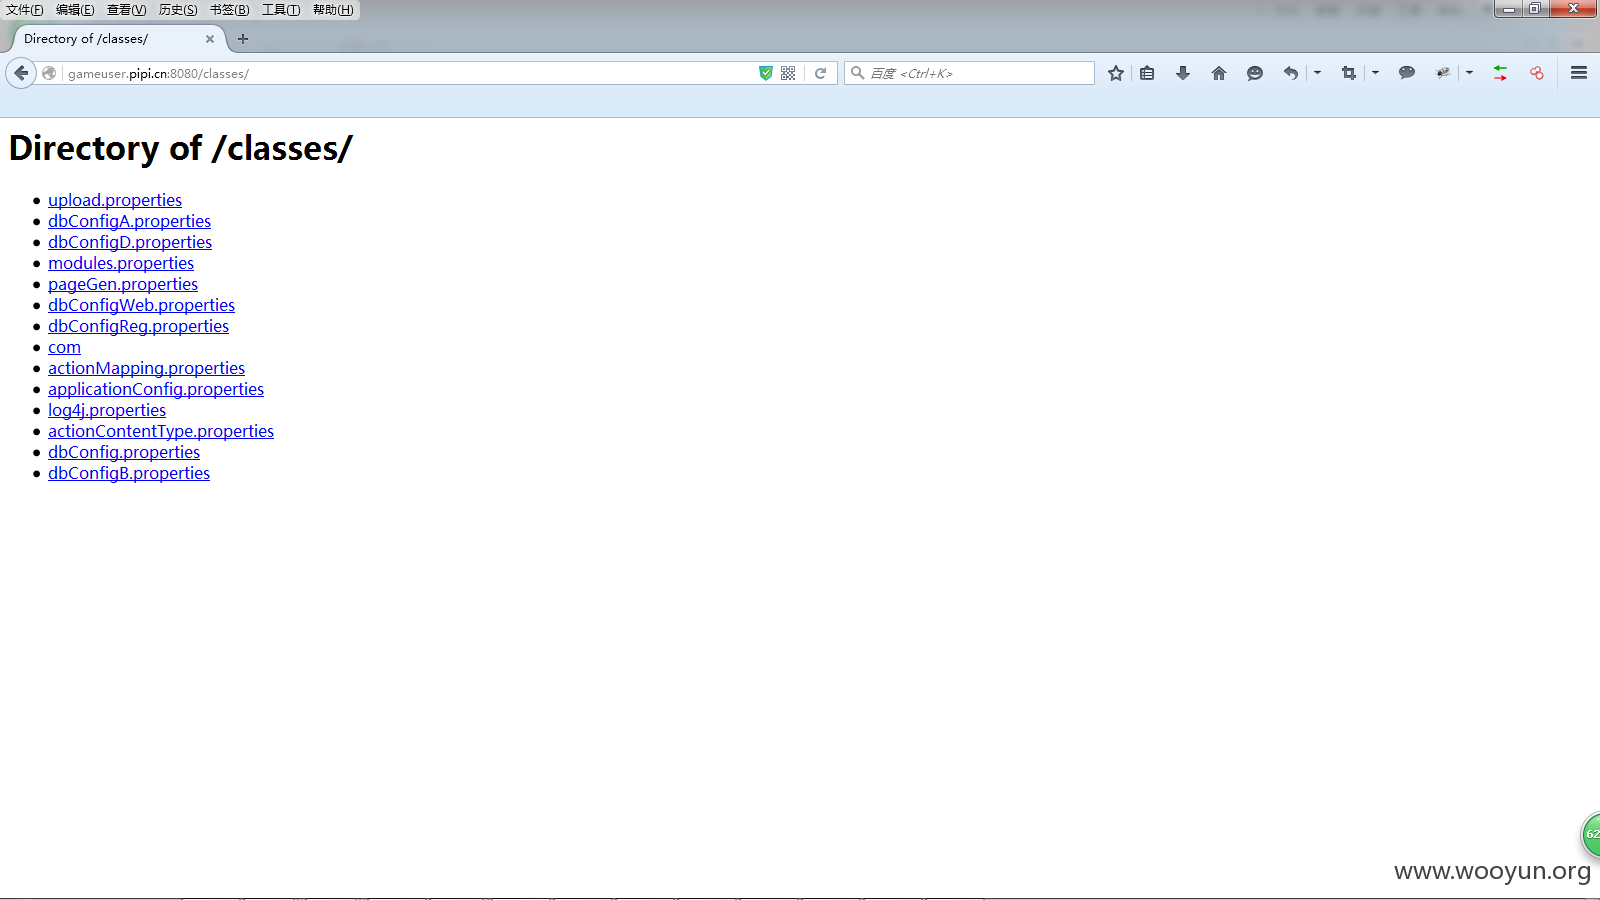 文件(F) 编辑(E) 查看(V) 历史(S) 书签(B) 工具(T) 帮助(H)
Directory of /classes/
gameuser.pipi.cn:8080/classes/
百度 <Ctrl+K>
Directory of /classes/
upload.properties
dbConfigA.properties
dbConfigD.properties
modules.properties
pageGen.properties
dbConfigWeb.properties
dbConfigReg.properties
com
actionMapping.properties
applicationConfig.properties
log4j.properties
actionContentType.properties
dbConfig.properties
dbConfigB.properties
62
www.wooyun.org